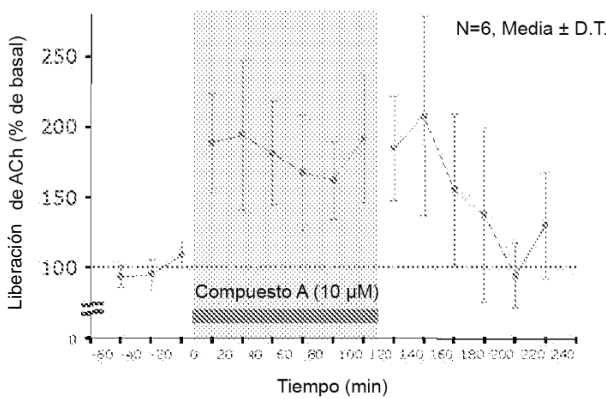 N=6, Media ± D.T.
Liberación de ACh (% de basal)
250
200
150
100
0
Compuesto A (10 µM)
-60 -40 -20 0 20 40 60 80 100 120 140 160 180 200 220 240
Tiempo (min)